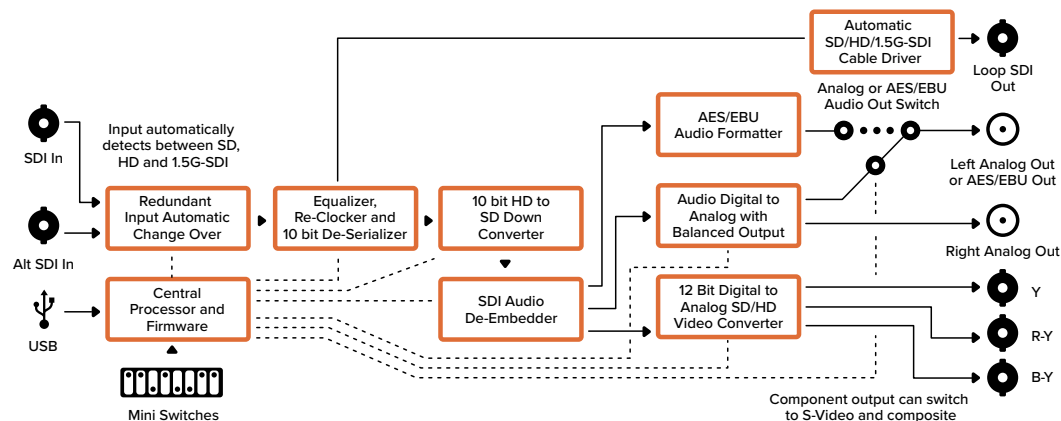 Automatic
SD/HD/1.5G-SDI
Cable Driver
Loop SDI
Out
Analog or AES/EBU
Audio Out Switch
SDI In
Input automatically
detects between SD,
HD and 1.5G-SDI
AES/EBU
Audio Formatter
Left Analog Out
or AES/EBU Out
Alt SDI In
Redundant
Input Automatic
Change Over
Equalizer,
Re-Clocker and
10 bit De-Serializer
10 bit HD to
SD Down
Converter
Audio Digital to
Analog with
Balanced Output
Right Analog Out
USB
Central
Processor and
Firmware
SDI Audio
De-Embedder
12 Bit Digital to
Analog SD/HD
Video Converter
Y
R-Y
B-Y
Mini Switches
Component output can switch
to S-Video and composite